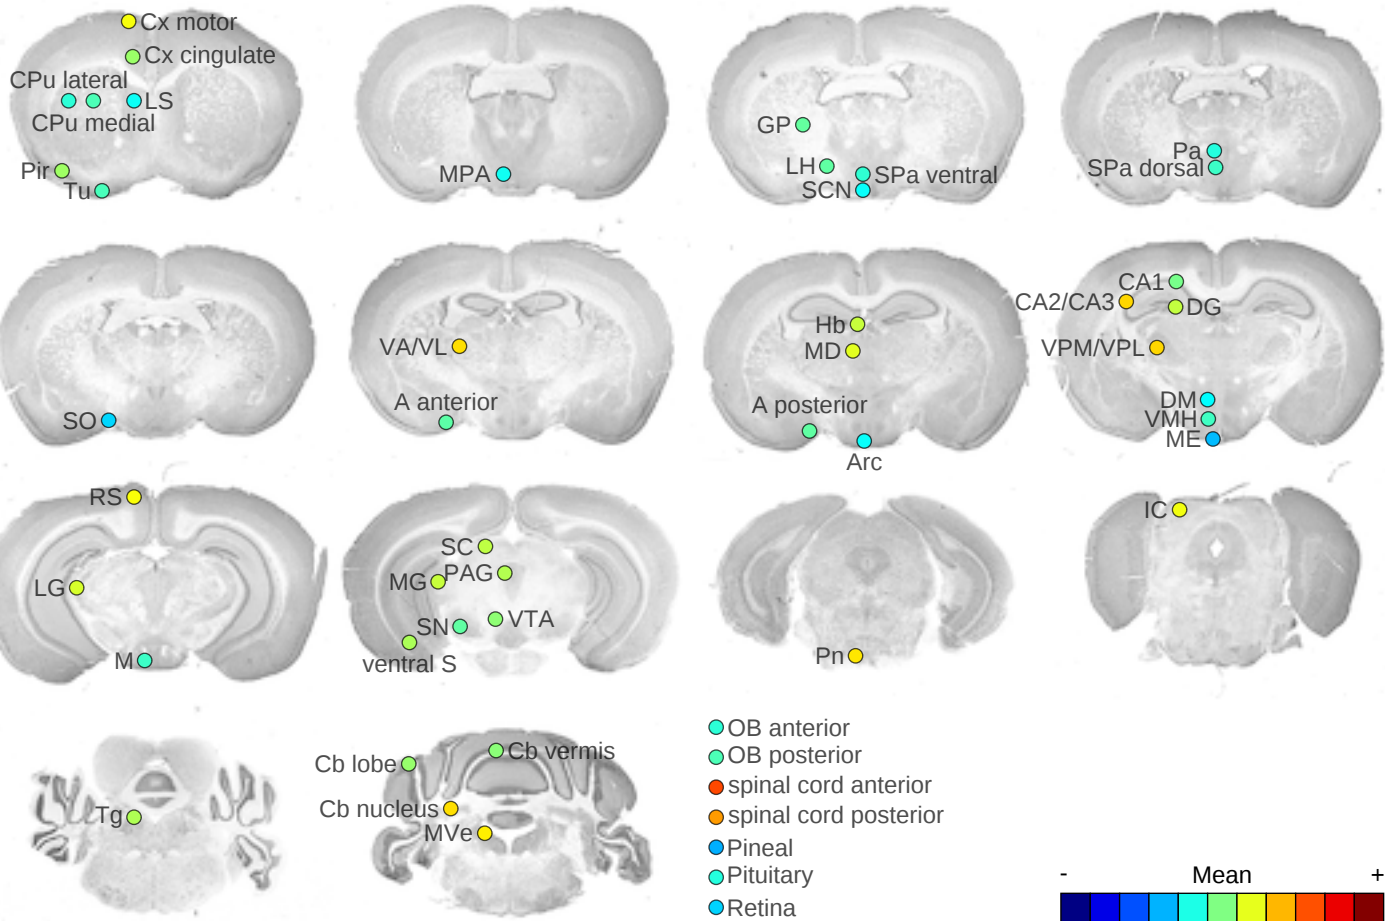 Cx motor
Cx cingulate
CPu lateral
LS
CPu medial
Pir
Tu
MPA
GP
LH
SPa ventral
SCN
Pa
SPa dorsal
SO
VA/VL
A anterior
Hb
MD
A posterior
Arc
CA1
CA2/CA3
DG
VPM/VPL
DM
VMH
ME
RS
LG
M
SC
MG
PAG
SN
VTA
ventral S
Pn
IC
Tg
Cb lobe
Cb vermis
Cb nucleus
MVe
OB anterior
OB posterior
spinal cord anterior
spinal cord posterior
Pineal
Pituitary
Retina
- Mean +